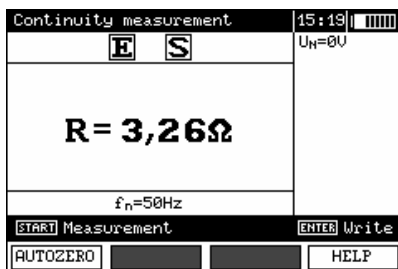 Continuity measurement 15:19
E S
U_N=0V
R= 3,26Ω
f_n=50Hz
START Measurement ENTER Write
AUTOZERO HELP